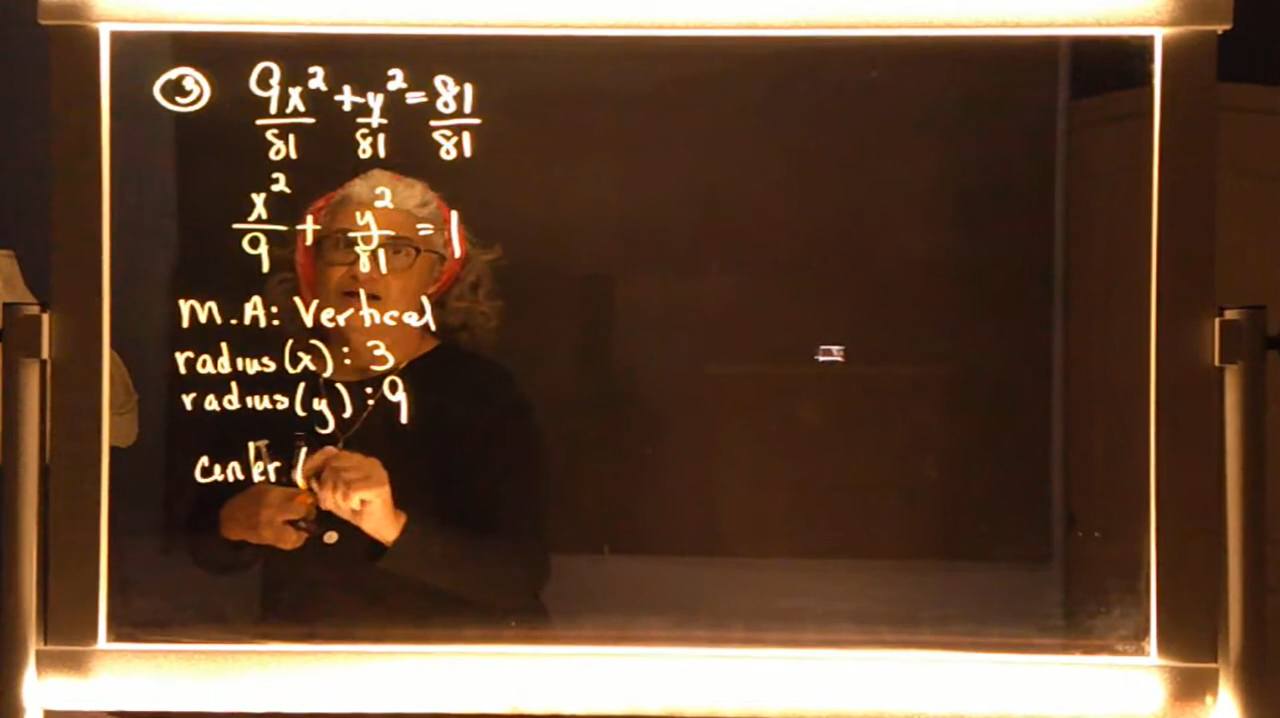 ③ 9x²/81 + y²/81 = 81/81
x²/9 + y²/81 = 1
M.A: Vertical
radius(x): 3
radius(y): 9
center (